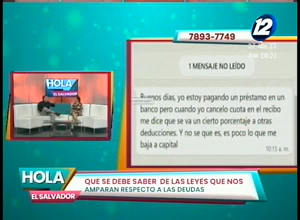 7893-7749
12
1 MENSAJE NO LEÍDO
HOLA
EL SALVADOR
Buenos días, yo estoy pagando un préstamo en un
banco pero cuando yo cancelo cuota en el recibo
me dice que se va un cierto porcentaje a otras
deducciones. Y no se que es, es poco lo que me
baja a capital
10:15 a. m.
HOLA
EL SALVADOR
QUE SE DEBE SABER DE LAS LEYES QUE NOS
AMPARAN RESPECTO A LAS DEUDAS